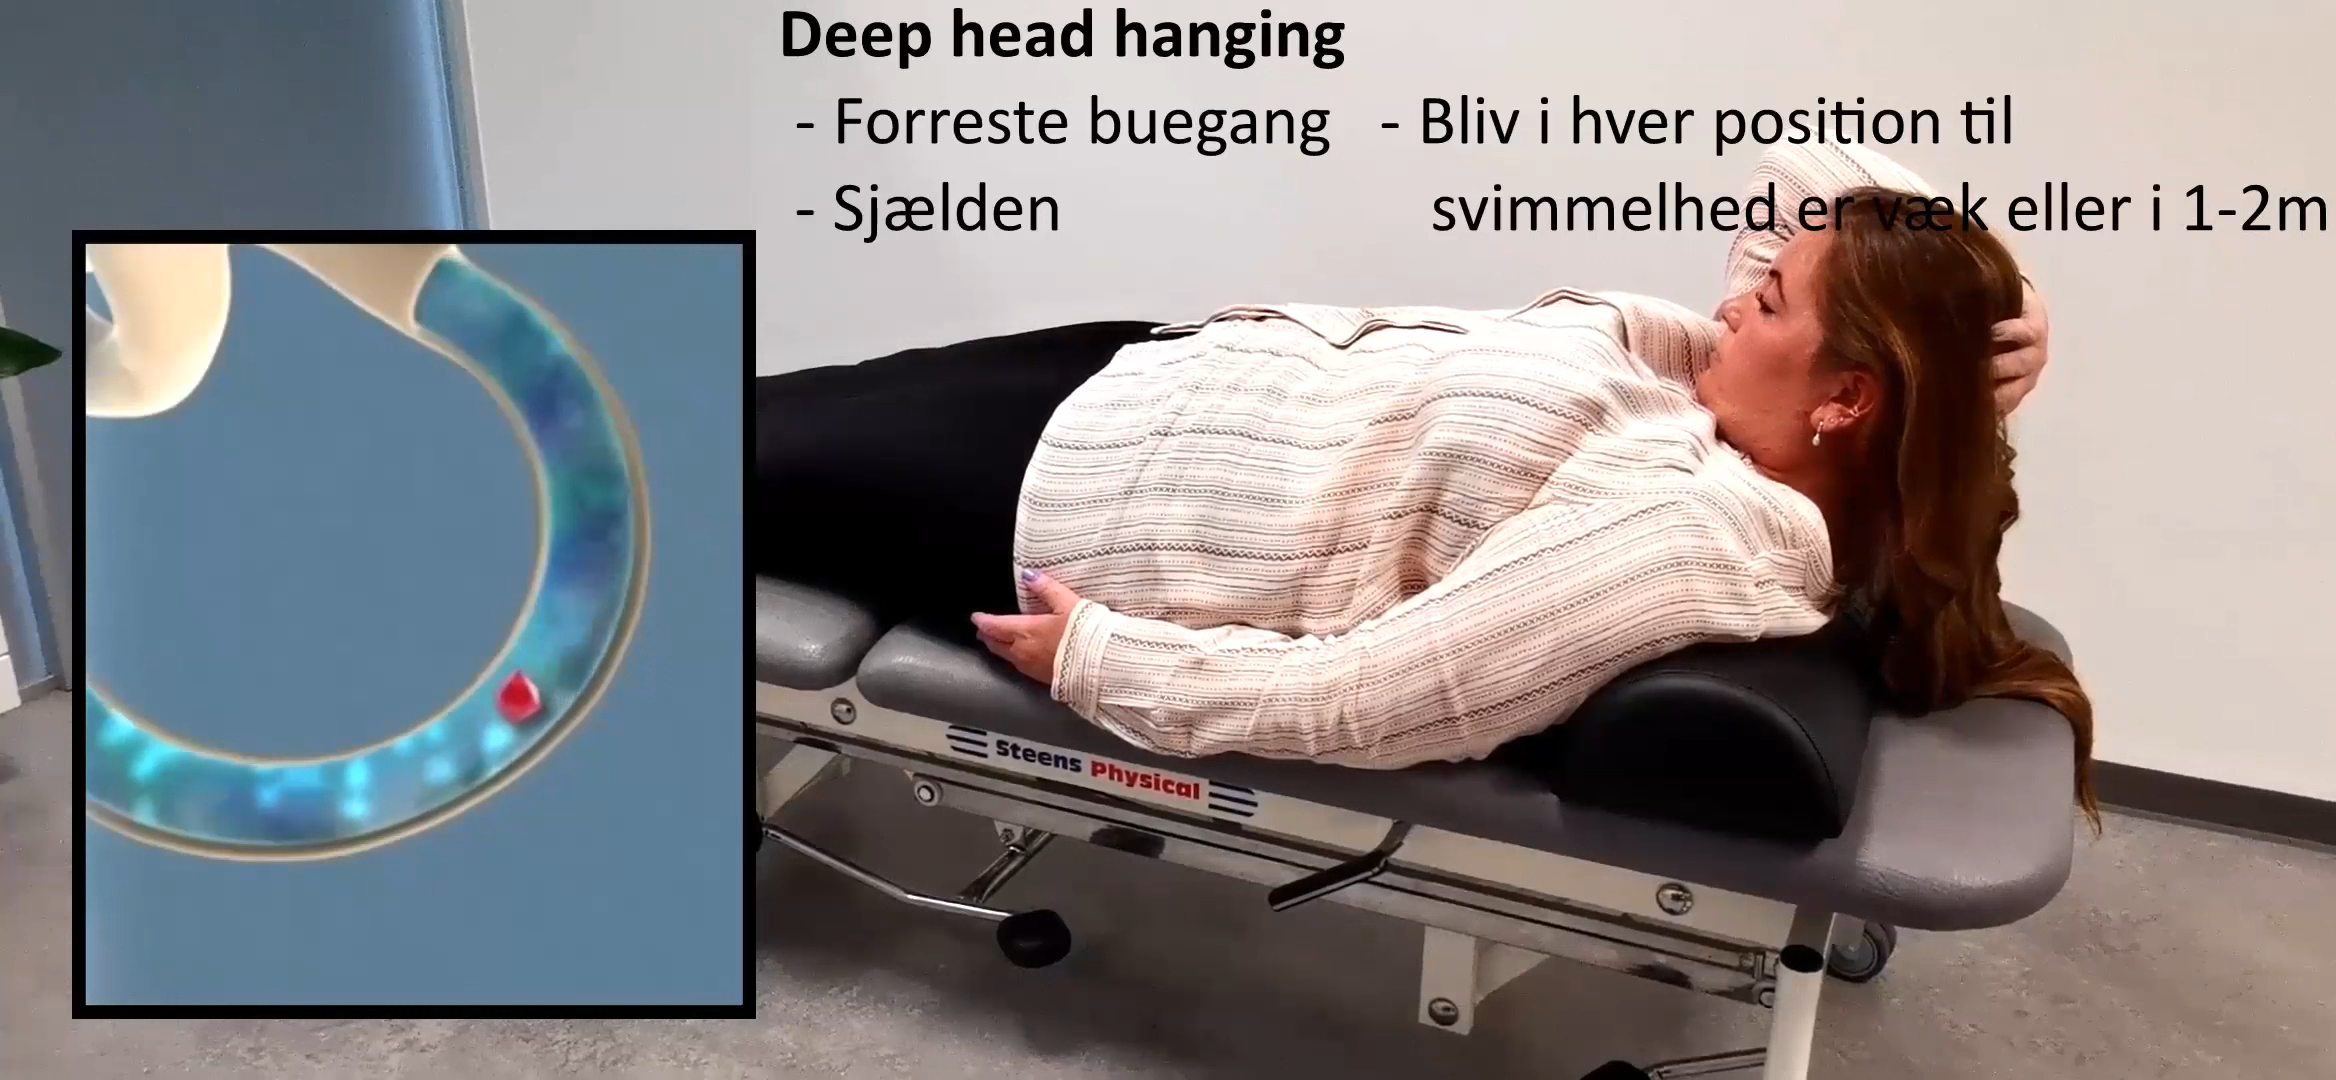 Deep head hanging
- Forreste buegang
- Sjælden
- Bliv i hver position til
svimmelhed er væk eller i 1-2m
Steens Physical